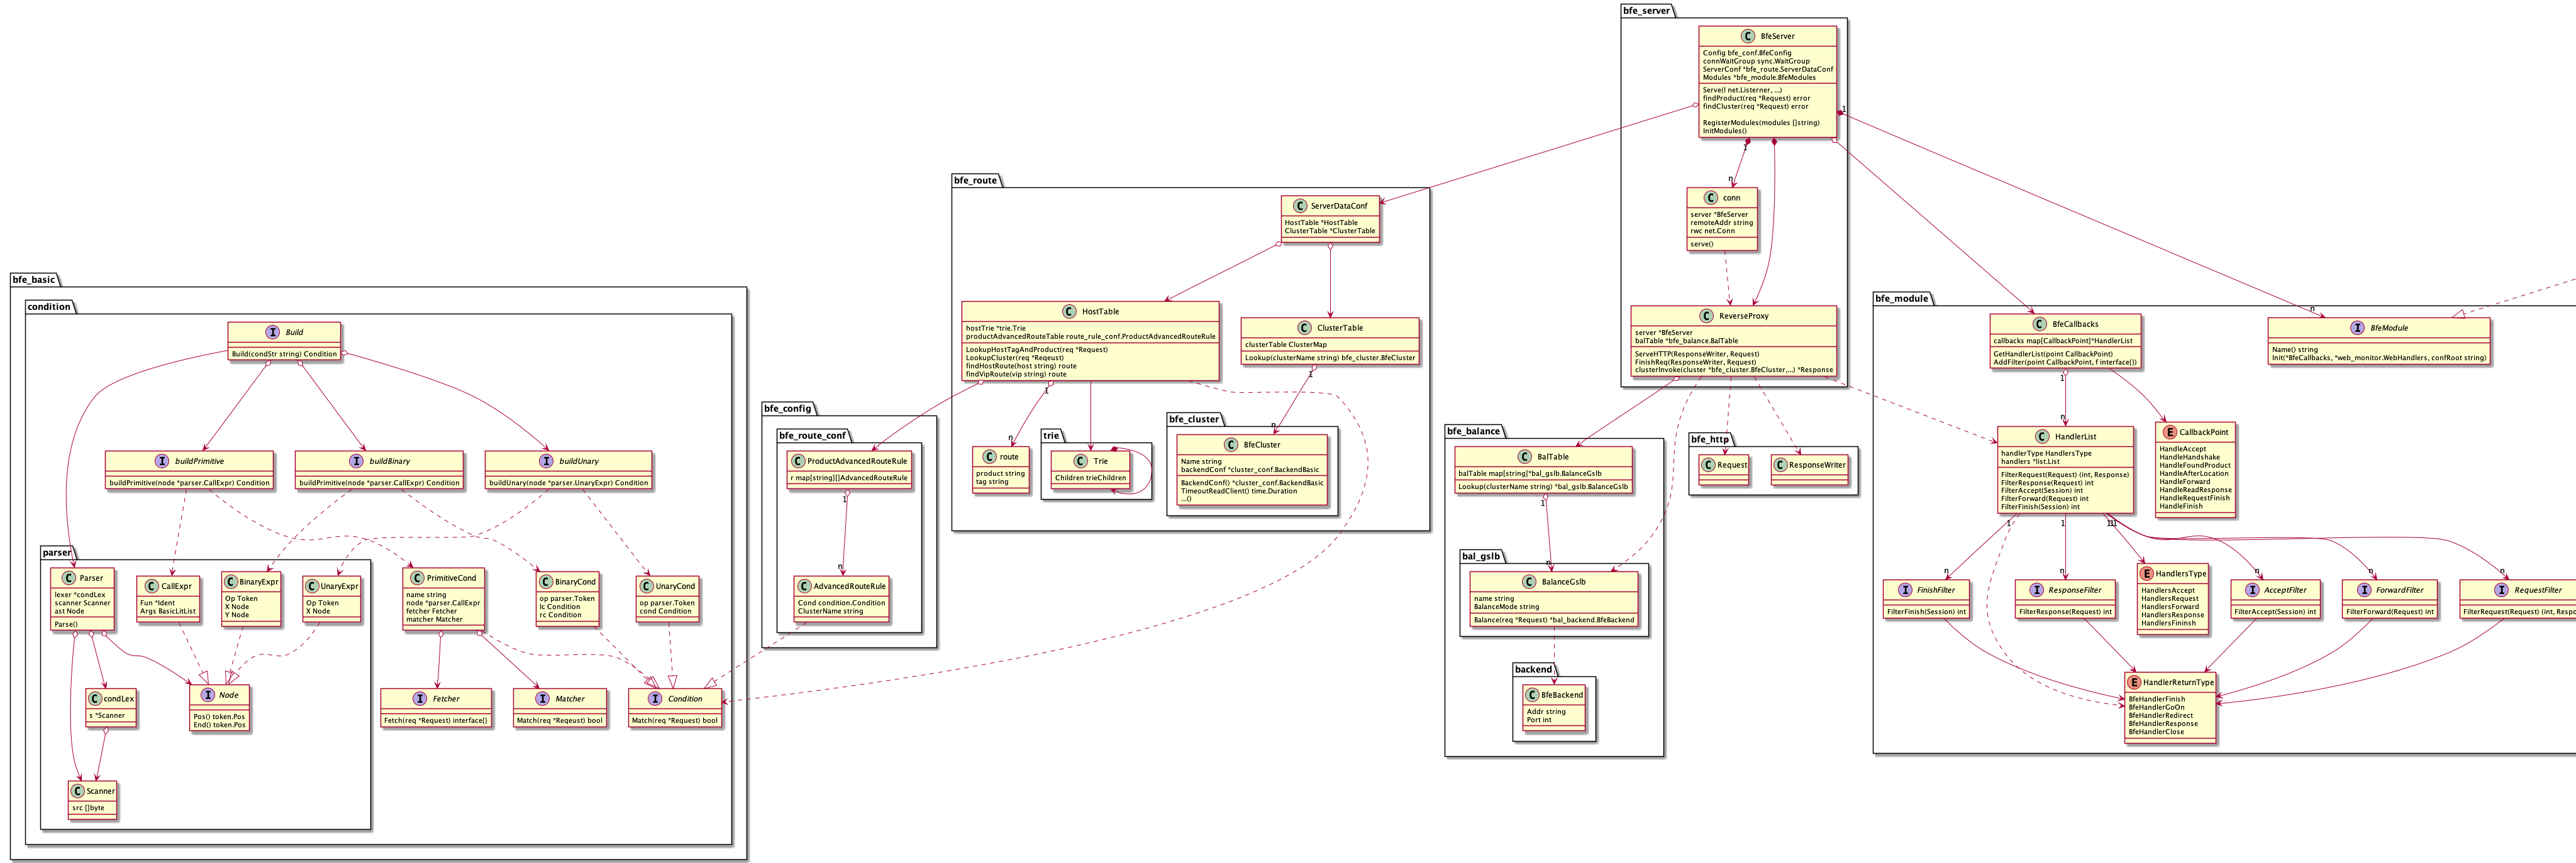 bfe_server
C BfeServer
Config bfe_conf.BfeConfig
connWaitGroup sync.WaitGroup
ServerConf *bfe_route.ServerDataConf
Modules *bfe_module.BfeModules
Serve(l net.Listerner, ...)
findProduct(req *Request) error
findCluster(req *Request) error
RegisterModules(modules []string)
InitModules()
1
1
n
C conn
server *BfeServer
remoteAddr string
rwc net.Conn
serve()
C ReverseProxy
server *BfeServer
balTable *bfe_balance.BalTable
ServeHTTP(ResponseWriter, Request)
FinishReq(ResponseWriter, Request)
clusterInvoke(cluster *bfe_cluster.BfeCluster,...) *Response
bfe_route
C ServerDataConf
HostTable *HostTable
ClusterTable *ClusterTable
C HostTable
hostTrie *trie.Trie
productAdvancedRouteTable route_rule_conf.ProductAdvancedRouteRule
LookupHostTagAndProduct(req *Request)
LookupCluster(req *Reqeust)
findHostRoute(host string) route
findVipRoute(vip string) route
C ClusterTable
clusterTable ClusterMap
Lookup(clusterName string) bfe_cluster.BfeCluster
1
n
C route
product string
tag string
trie
C Trie
Children trieChildren
1
n
bfe_cluster
C BfeCluster
Name string
backendConf *cluster_conf.BackendBasic
BackendConf() *cluster_conf.BackendBasic
TimeoutReadClient() time.Duration
...()
bfe_basic
condition
I Build
Build(condStr string) Condition
I buildPrimitive
buildPrimitive(node *parser.CallExpr) Condition
I buildBinary
buildPrimitive(node *parser.CallExpr) Condition
I buildUnary
buildUnary(node *parser.UnaryExpr) Condition
parser
C Parser
lexer *condLex
scanner Scanner
ast Node
Parse()
C CallExpr
Fun *Ident
Args BasicLitList
C BinaryExpr
Op Token
X Node
Y Node
C UnaryExpr
Op Token
X Node
C PrimitiveCond
name string
node *parser.CallExpr
fetcher Fetcher
matcher Matcher
C BinaryCond
op parser.Token
lc Condition
rc Condition
C UnaryCond
op parser.Token
cond Condition
C condLex
s *Scanner
I Node
Pos() token.Pos
End() token.Pos
I Fetcher
Fetch(req *Request) interface{}
I Matcher
Match(req *Reqeust) bool
I Condition
Match(req *Request) bool
C Scanner
src []byte
bfe_config
bfe_route_conf
C ProductAdvancedRouteRule
r map[string][]AdvancedRouteRule
1
n
C AdvancedRouteRule
Cond condition.Condition
ClusterName string
bfe_balance
C BalTable
balTable map[string]*bal_gslb.BalanceGslb
Lookup(clusterName string) *bal_gslb.BalanceGslb
1
n
bal_gslb
C BalanceGslb
name string
BalanceMode string
Balance(req *Request) *bal_backend.BfeBackend
backend
C BfeBackend
Addr string
Port int
bfe_http
C Request
C ResponseWriter
bfe_module
C BfeCallbacks
callbacks map[CallbackPoint]*HandlerList
GetHandlerList(point CallbackPoint)
AddFilter(point CallbackPoint, f interface{})
n
I BfeModule
Name() string
Init(*BfeCallbacks, *web_monitor.WebHandlers, confRoot string)
1
n
C HandlerList
handlerType HandlersType
handlers *list.List
FilterRequest(Request) (int, Response)
FilterResponse(Request) int
FilterAccept(Session) int
FilterForward(Request) int
FilterFinish(Session) int
E CallbackPoint
HandleAccept
HandleHandshake
HandleFoundProduct
HandleAfterLocation
HandleForward
HandleReadResponse
HandleRequestFinish
HandleFinish
1
1
111
n
n
n
n
n
I FinishFilter
FilterFinish(Session) int
I ResponseFilter
FilterResponse(Request) int
E HandlersType
HandlersAccept
HandlersRequest
HandlersForward
HandlersResponse
HandlersFininsh
I AcceptFilter
FilterAccept(Session) int
I ForwardFilter
FilterForward(Request) int
I RequestFilter
FilterRequest(Request) (int, Respo
E HandlerReturnType
BfeHandlerFinish
BfeHandlerGoOn
BfeHandlerRedirect
BfeHandlerResponse
BfeHandlerClose